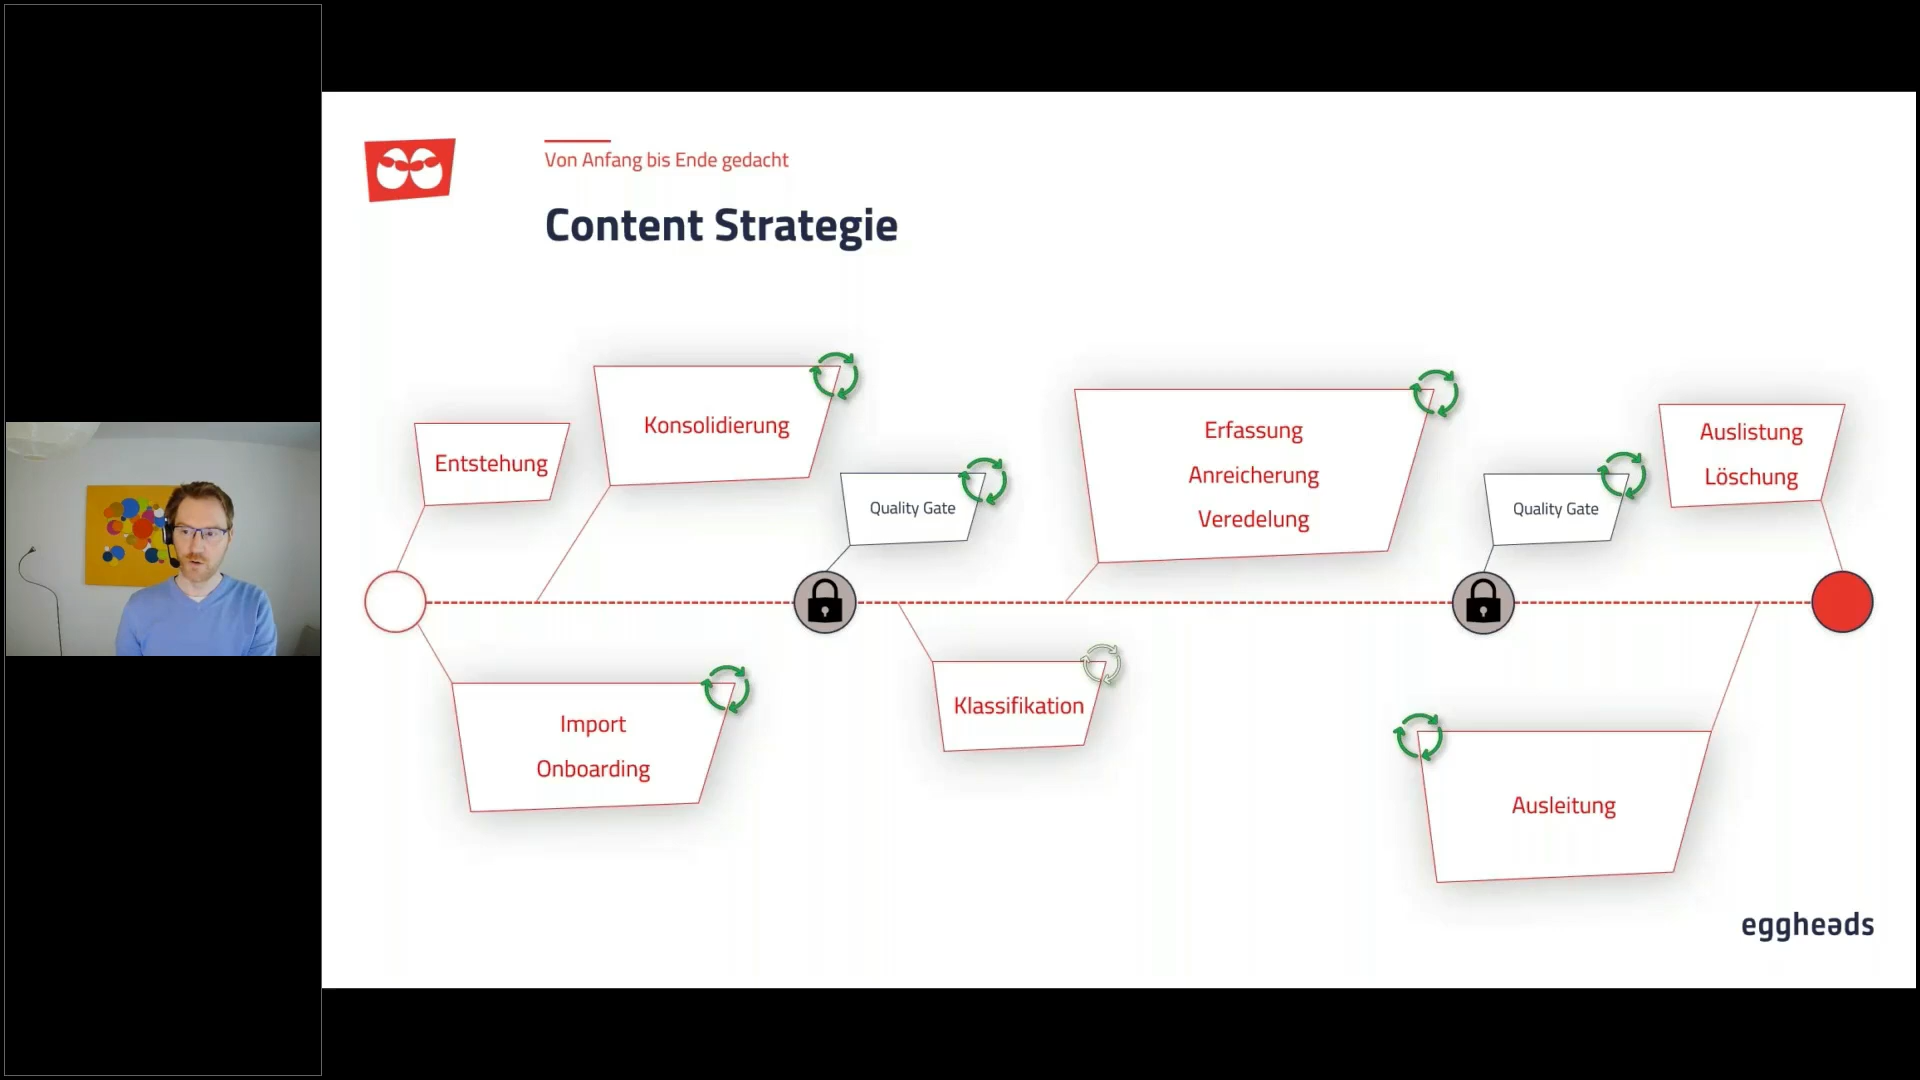 Von Anfang bis Ende gedacht
Content Strategie
Entstehung
Konsolidierung
Quality Gate
Erfassung
Anreicherung
Veredelung
Quality Gate
Auslistung
Löschung
Import
Onboarding
Klassifikation
Ausleitung
eggheads